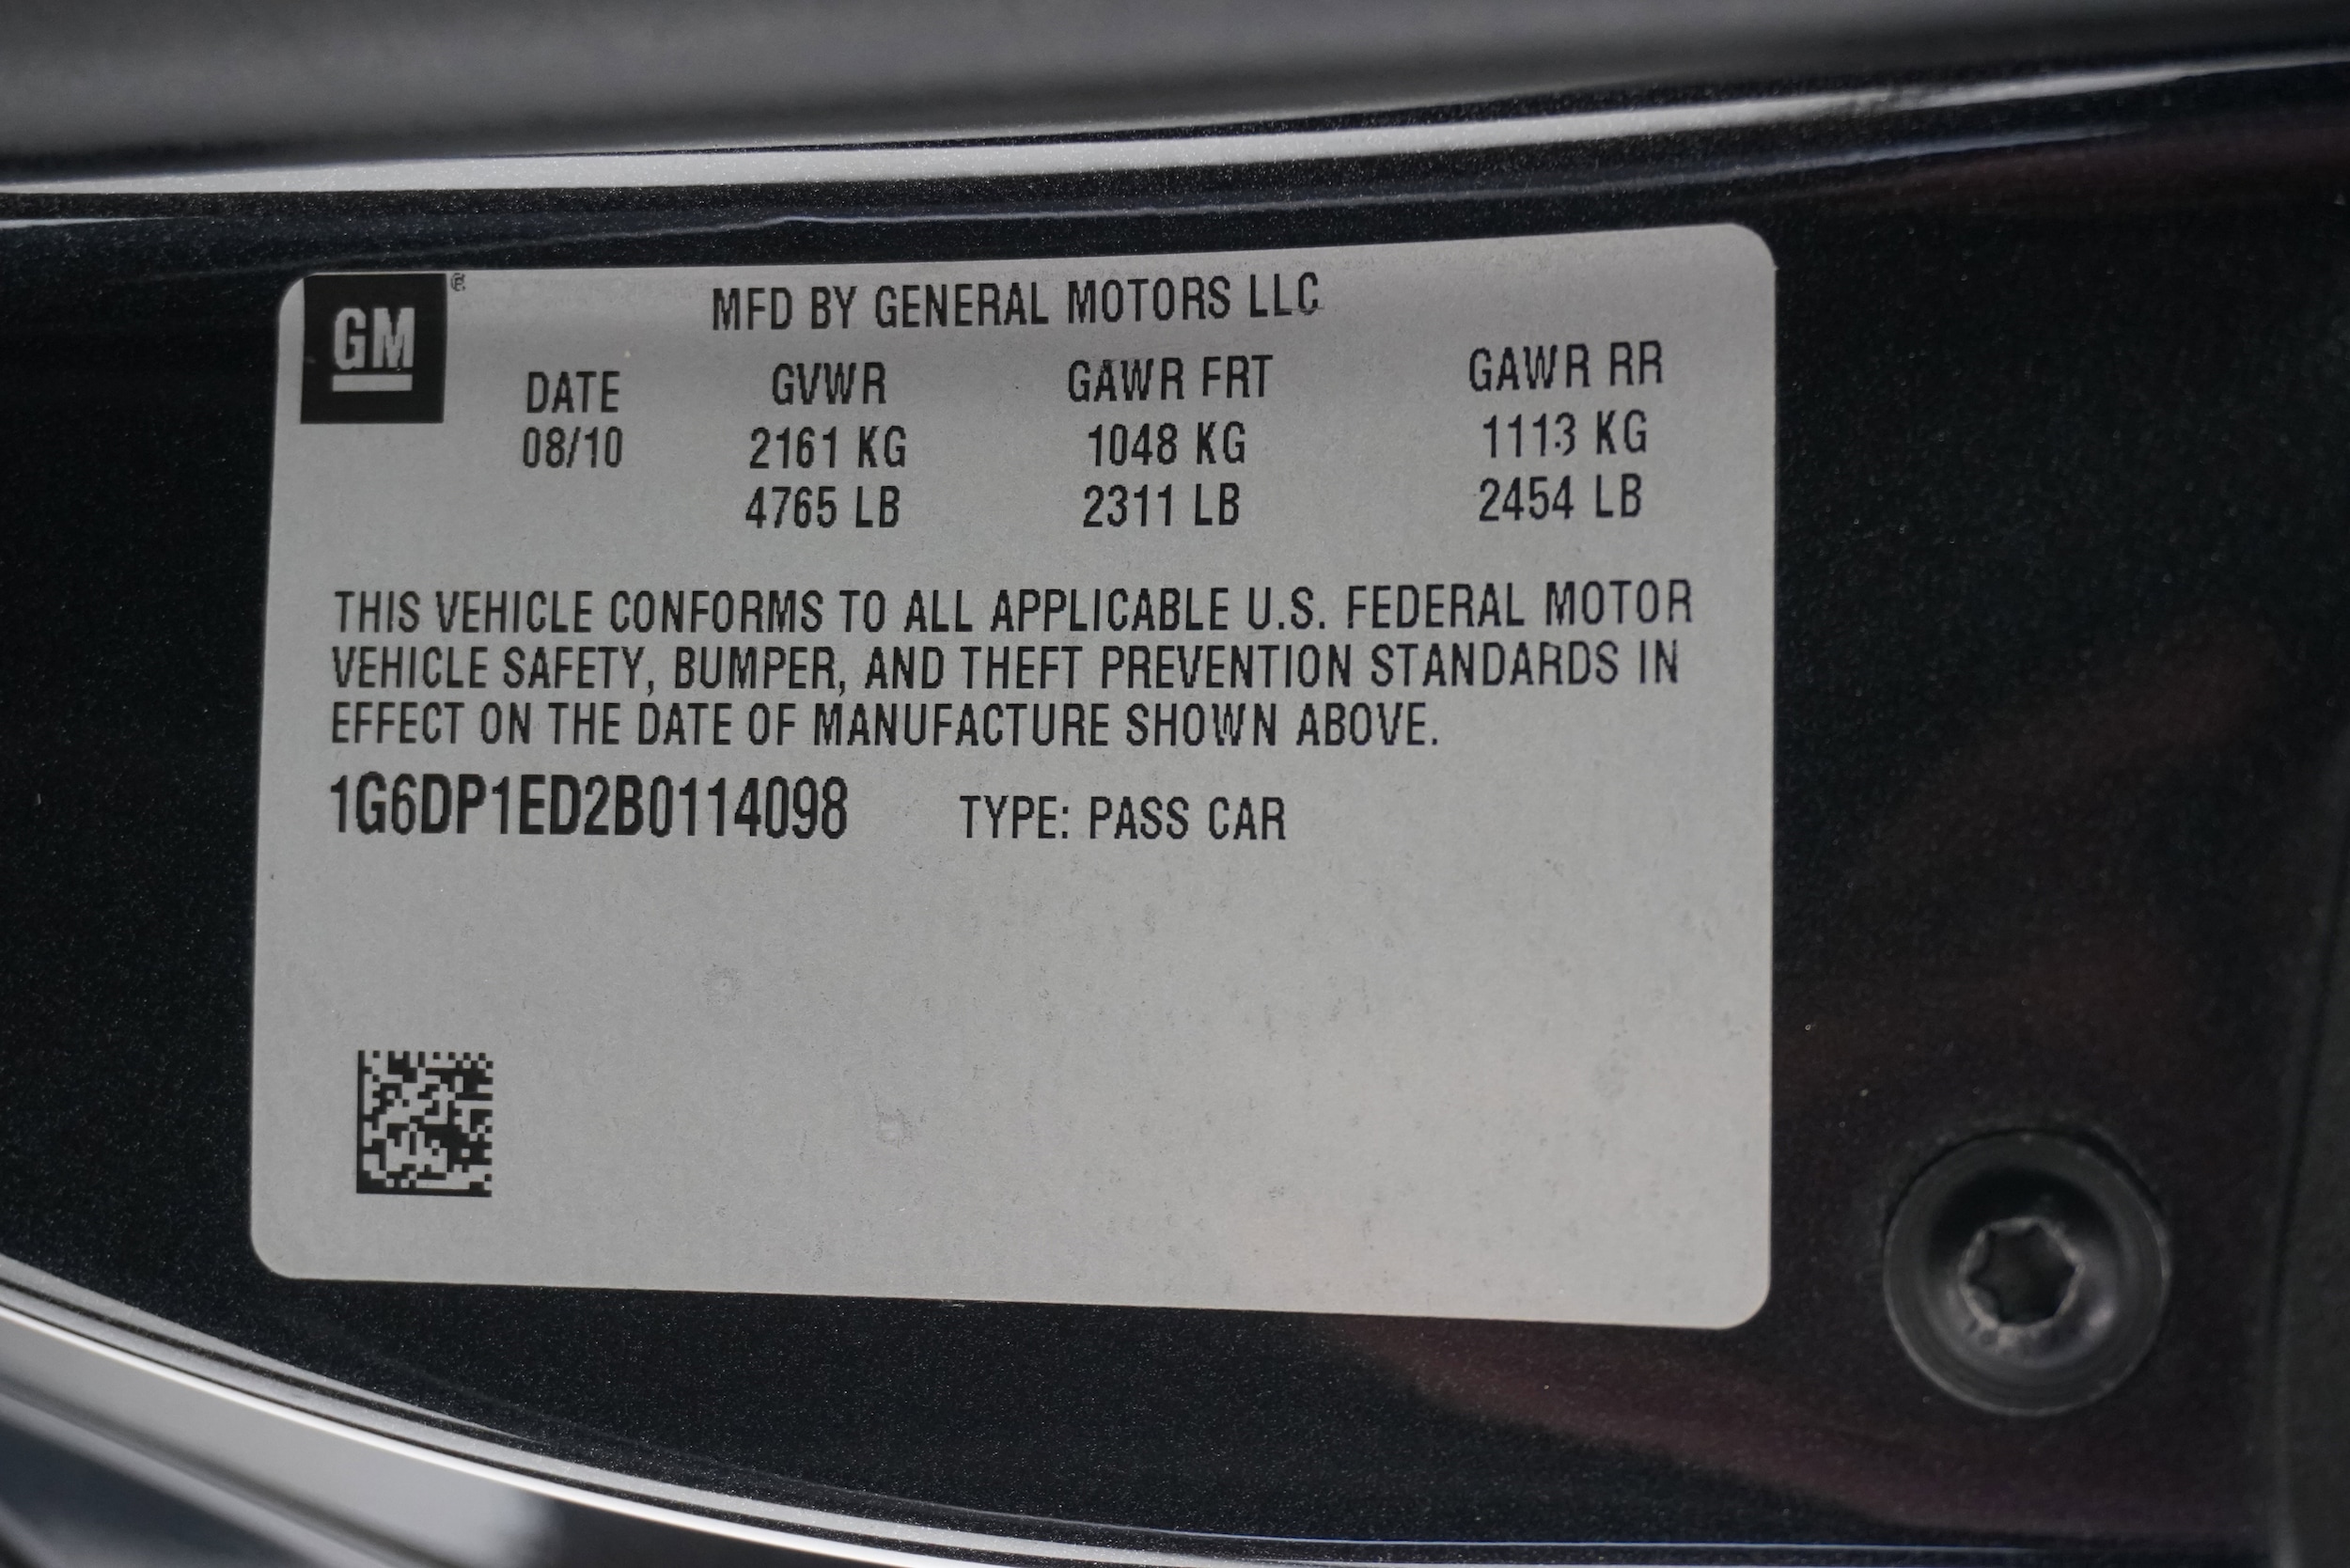 GM ®
MFD BY GENERAL MOTORS LLC
DATE GVWR GAWR FRT GAWR RR
08/10 2161 KG 1048 KG 1113 KG
4765 LB 2311 LB 2454 LB
THIS VEHICLE CONFORMS TO ALL APPLICABLE U.S. FEDERAL MOTOR
VEHICLE SAFETY, BUMPER, AND THEFT PREVENTION STANDARDS IN
EFFECT ON THE DATE OF MANUFACTURE SHOWN ABOVE.
1G6DP1ED2B0114098 TYPE: PASS CAR